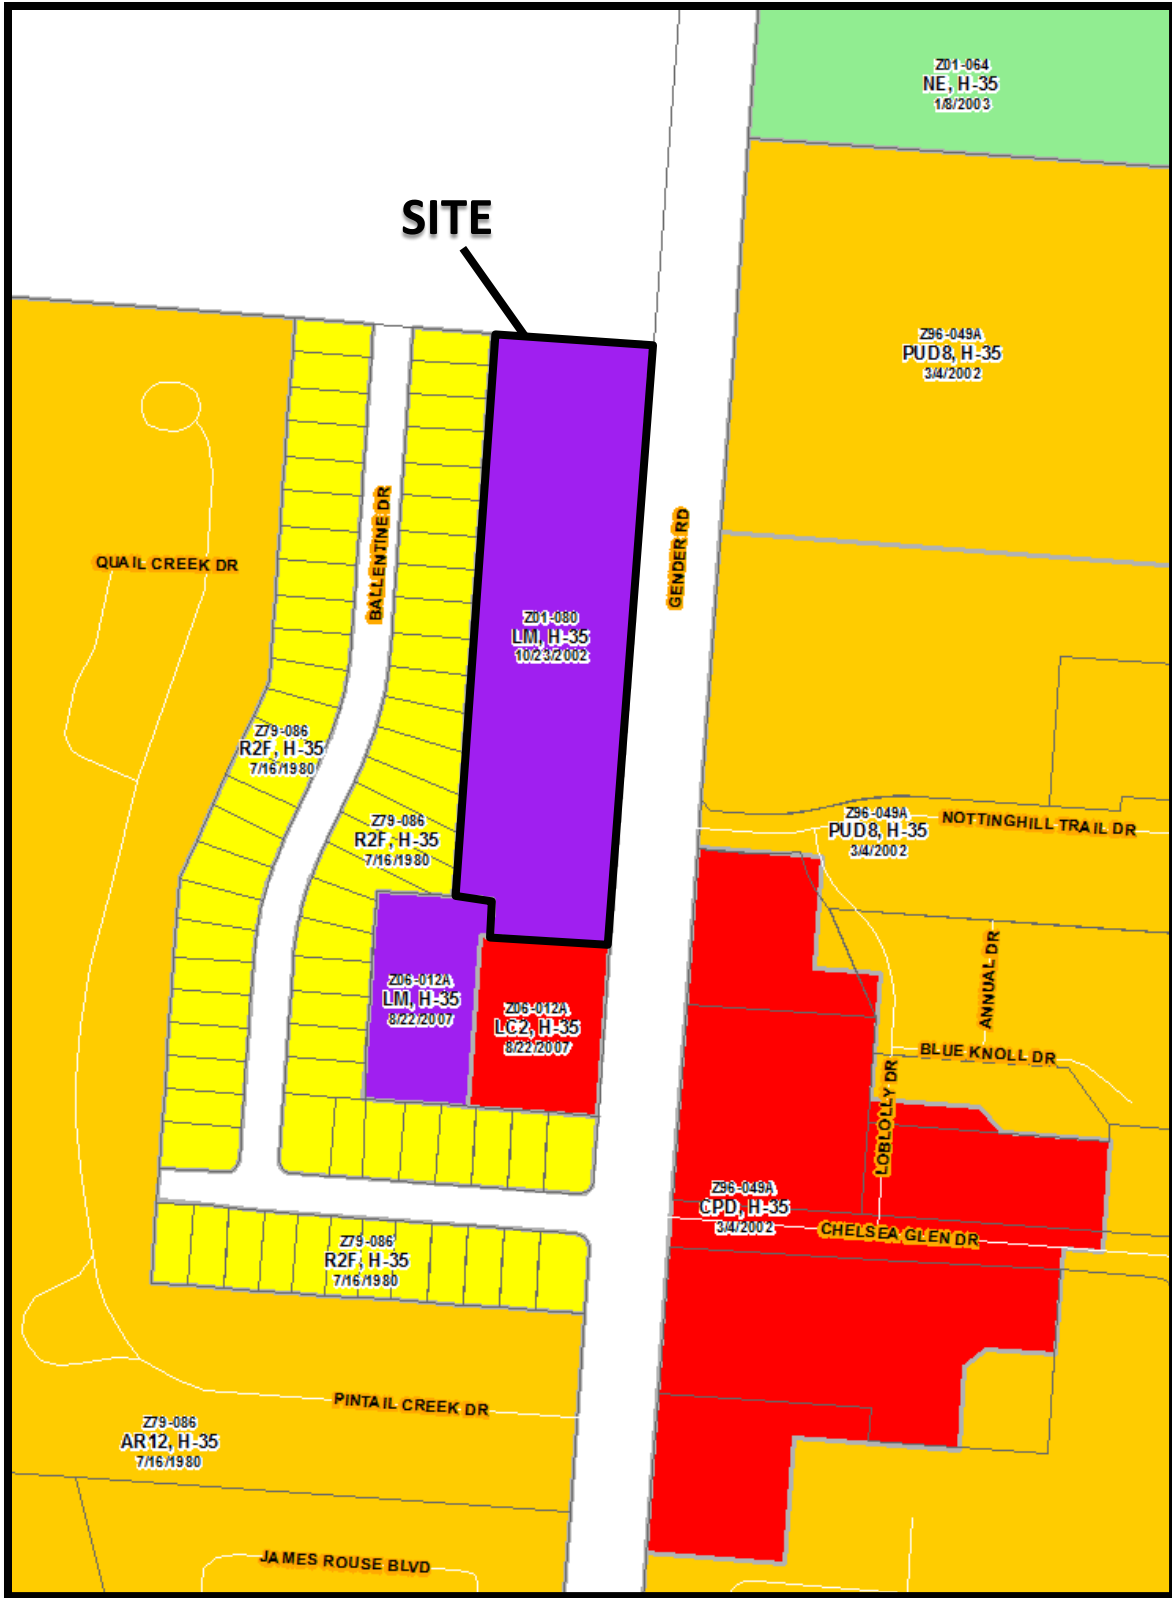 Z01-064
NE, H-35
1/8/2003
SITE
Z96-049A
PUD8, H-35
3/4/2002
QUAIL CREEK DR
BALLENTINE DR
GENDER RD
Z01-080
LM, H-35
10/23/2002
Z79-086
R2F, H-35
7/16/1980
Z79-086
R2F, H-35
7/16/1980
Z96-049A
PUD8, H-35
3/4/2002
NOTTINGHILL TRAIL DR
ANNUAL DR
Z06-012A
LM, H-35
8/22/2007
Z06-012A
LC2, H-35
8/22/2007
BLUE KNOLL DR
LOBLOLLY DR
Z96-049A
CPD, H-35
3/4/2002
CHELSEA GLEN DR
Z79-086
R2F, H-35
7/16/1980
PINTAIL CREEK DR
Z79-086
AR12, H-35
7/16/1980
JAMES ROUSE BLVD